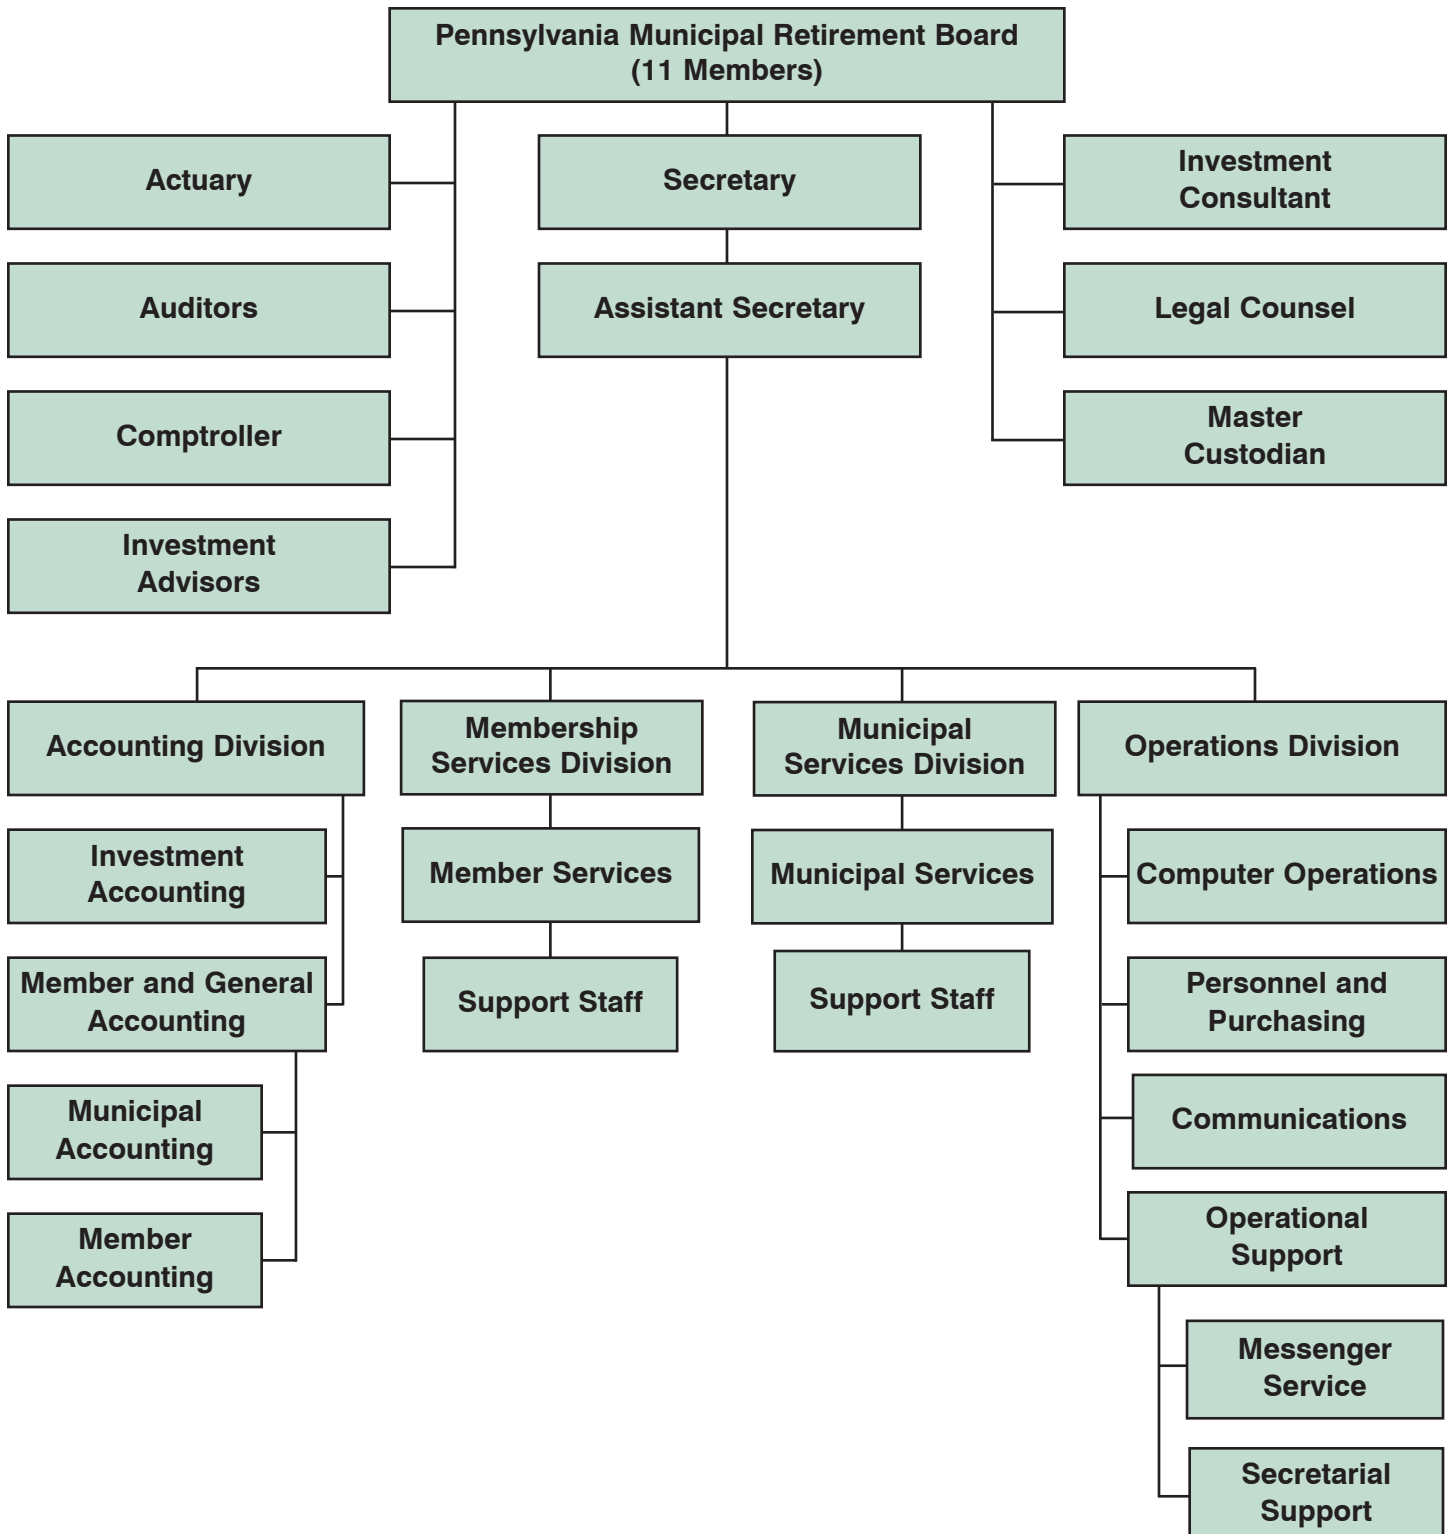 Pennsylvania Municipal Retirement Board
(11 Members)
Actuary
Secretary
Investment
Consultant
Auditors
Assistant Secretary
Legal Counsel
Comptroller
Master
Custodian
Investment
Advisors
Accounting Division
Membership
Services Division
Municipal
Services Division
Operations Division
Investment
Accounting
Member Services
Municipal Services
Computer Operations
Member and General
Accounting
Support Staff
Support Staff
Personnel and
Purchasing
Municipal
Accounting
Communications
Member
Accounting
Operational
Support
Messenger
Service
Secretarial
Support